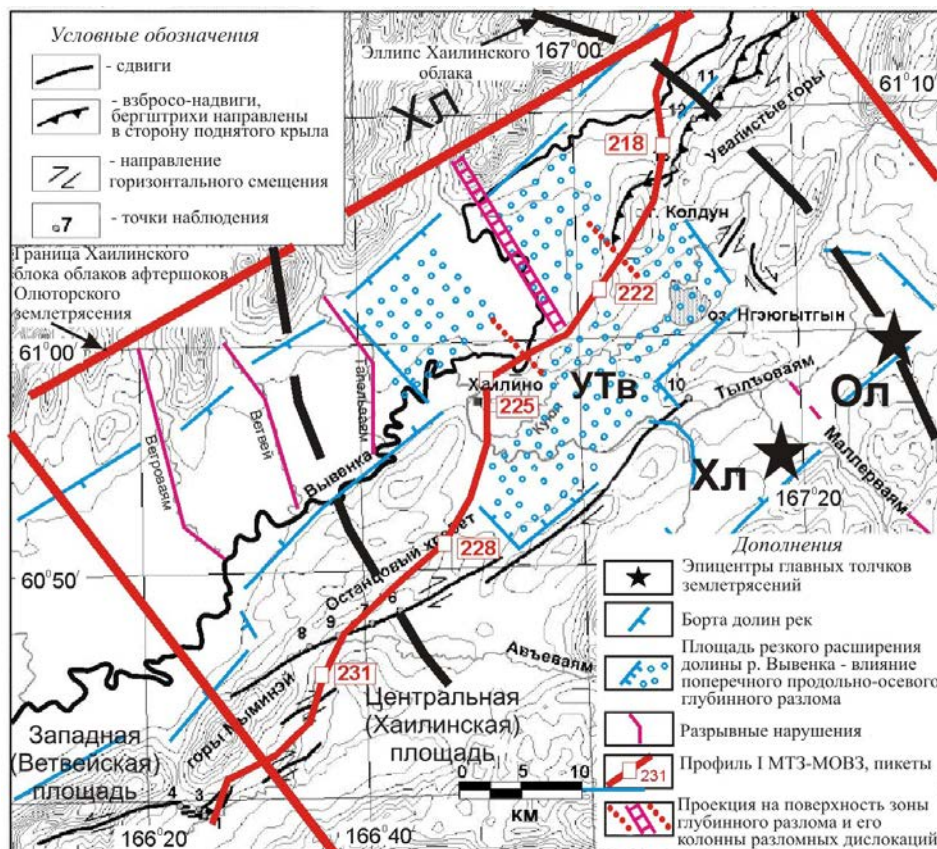 Условные обозначения
- сдвиги
- взбросо-надвиги,
бергштрихи направлены
в сторону поднятого крыла
- направление
горизонтального смещения
7
- точки наблюдения
Эллипс Хаилинского
облака
167°00'
61°10'
Хл
11
12
218
Увалистые горы
г. Колдун
Граница Хаилинского
блока облаков афтершоков
Олюторского
землетрясения
222
оз. Нгэюгытгын
61°00'
Ветроваям
Ветвей
Тапельваям
Хаилино
225
УТв
10
Тылъоваям
Ол
Хл
Маллерваям
167°20'
Вывенка
228
Останцовый хребет
60°50'
6
7
9
8
231
Авъеваям
горы Мыминэй
Центральная
(Хаилинская)
площадь
Западная
(Ветвейская)
площадь
4
3
1
0 5 10
км
166°20'
166°40'
Дополнения
Эпицентры главных толчков
землетрясений
Борта долин рек
Площадь резкого расширения
долины р. Вывенка - влияние
поперечного продольно-осевого
глубинного разлома
Разрывные нарушения
231
Профиль I МТЗ-МОВЗ, пикеты
Проекция на поверхность зоны
глубинного разлома и его
колонны разломных дислокаций